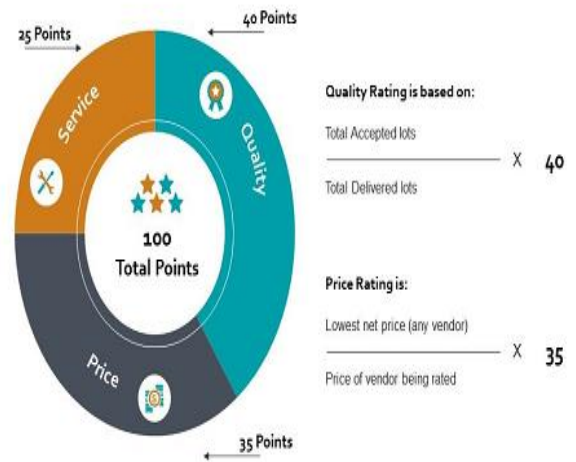 40 Points
25 Points
Service
Quality
100
Total Points
Price
35 Points
Quality Rating is based on:
Total Accepted lots
X 40
Total Delivered lots
Price Rating is:
Lowest net price (any vendor)
X 35
Price of vendor being rated